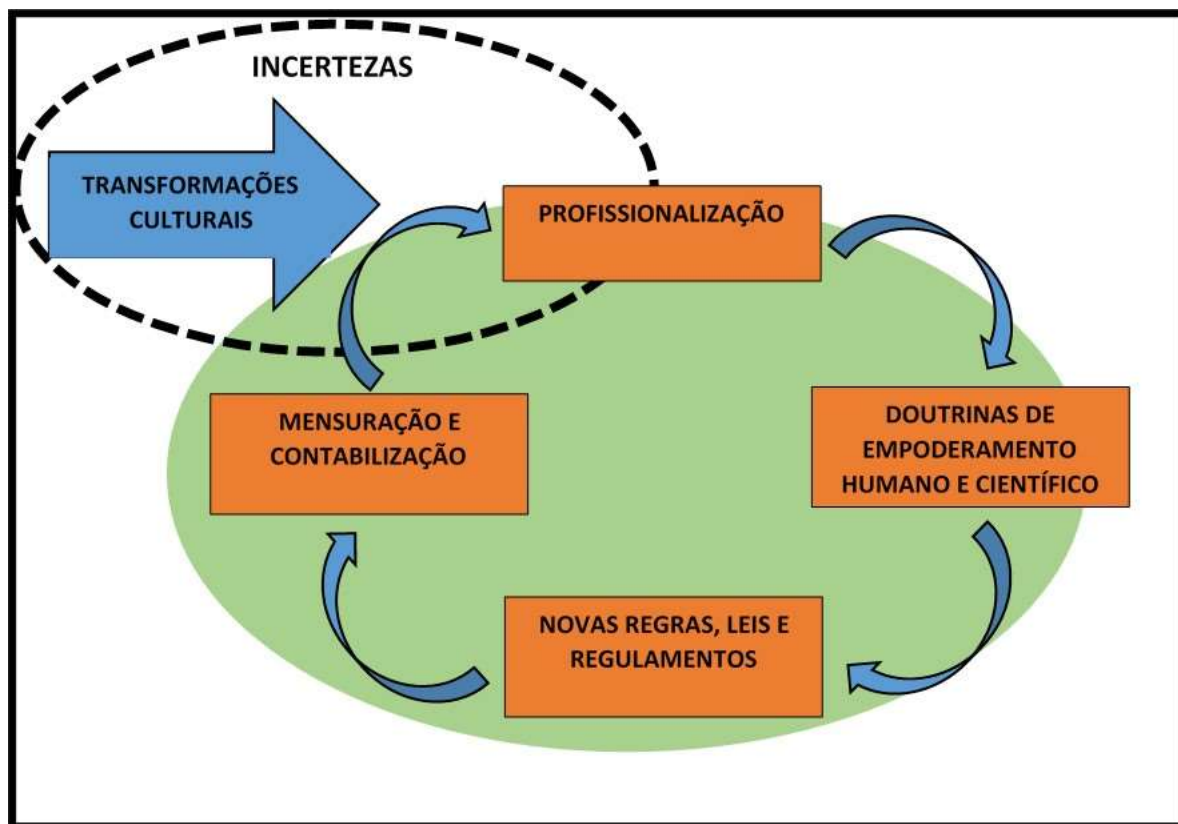 INCERTEZAS
TRANSFORMAÇÕES
CULTURAIS
PROFISSIONALIZAÇÃO
MENSURAÇÃO E
CONTABILIZAÇÃO
DOUTRINAS DE
EMPODERAMENTO
HUMANO E CIENTÍFICO
NOVAS REGRAS, LEIS E
REGULAMENTOS